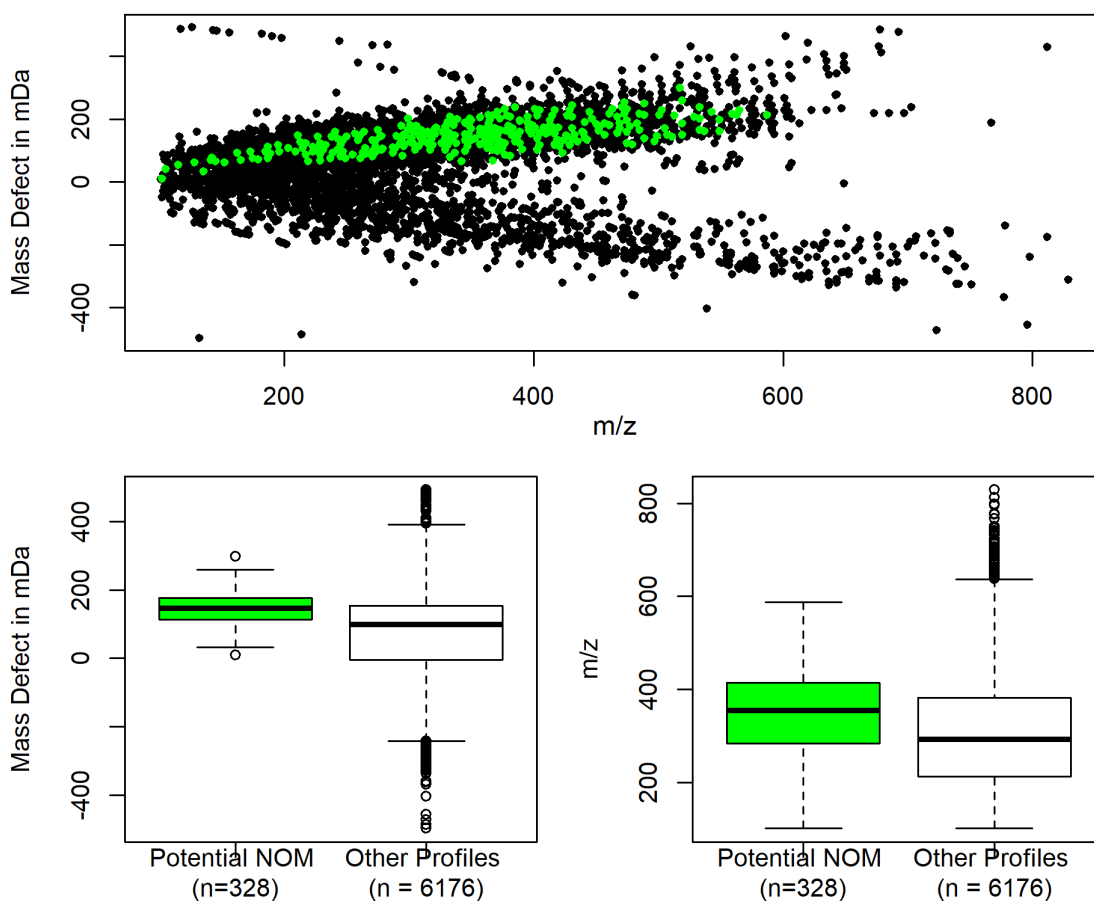 Mass Defect in mDa
200
0
-400
200
400
600
800
m/z
Mass Defect in mDa
400
200
0
-400
Potential NOM
(n=328)
Other Profiles
(n = 6176)
m/z
800
600
400
200
Potential NOM
(n=328)
Other Profiles
(n = 6176)